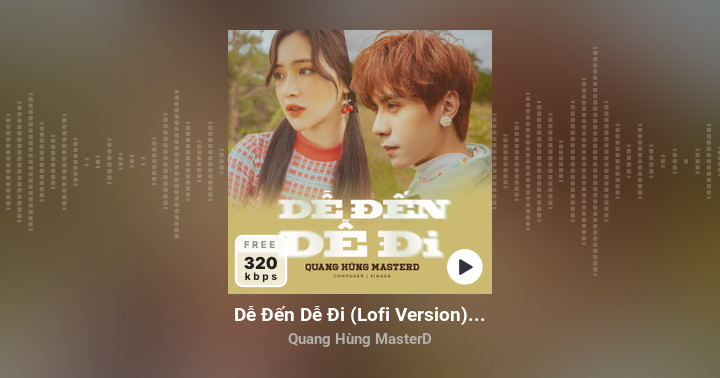 DỄ ĐẾN
DỄ Đi
FREE
320
kbps
QUANG HÙNG MASTERD
COMPOSER | SINGER
Dễ Đến Dễ Đi (Lofi Version)...
Quang Hùng MasterD